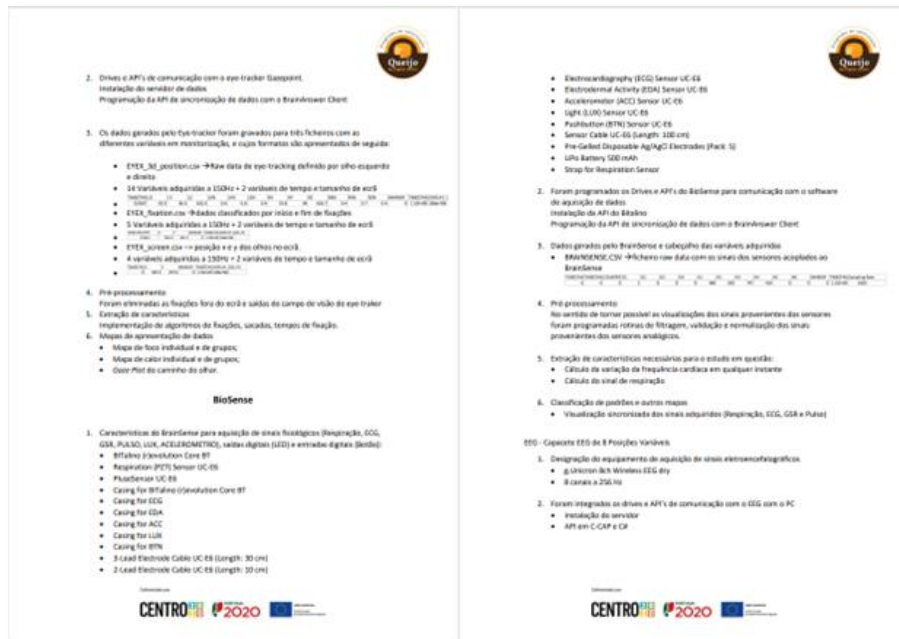 Queijo
2. Drives e API's de comunicação com o eye-tracker Gazepoint.
Instalação do servidor de dados
Programação da API de sincronização de dados com o BrainAnswer Client
3. Os dados gerados pelo Eye-tracker foram gravados para três ficheiros com as
diferentes variáveis em monitorização, e cujos formatos são apresentados de seguida:
• EYEX_3d_position.csv →Raw data de eye-tracking definido por olho esquerdo
e direito
• 14 Variáveis adquiridas a 150Hz + 2 variáveis de tempo e tamanho de ecrã
• EYEX_fixation.csv →dados classificados por início e fim de fixações
• 5 Variáveis adquiridas a 150Hz + 2 variáveis de tempo e tamanho de ecrã
• EYEX_screen.csv --> posição x e y dos olhos no ecrã.
• 4 variáveis adquiridas a 150Hz + 2 variáveis de tempo e tamanho de ecrã
4. Pré-processamento
Foram eliminadas as fixações fora do ecrã e saídas do campo de visão do eye traker
5. Extração de características
Implementação de algoritmos de fixações, sacadas, tempos de fixação.
6. Mapas de apresentação de dados
• Mapa de foco individual e de grupos;
• Mapa de calor individual e de grupos;
• Gaze Plot do caminho do olhar.
BioSense
1. Características do BrainSense para aquisição de sinais fisiológicos (Respiração, ECG,
GSR, PULSO, LUX, ACELEROMETRO), saídas digitais (LED) e entradas digitais (Botão):
• BITalino (r)evolution Core BT
• Respiration (PZT) Sensor UC-E6
• PluseSensor UC-E6
• Casing for BITalino (r)evolution Core BT
• Casing for ECG
• Casing for EDA
• Casing for ACC
• Casing for LUX
• Casing for BTN
• 3-Lead Electrode Cable UC-E6 (Length: 30 cm)
• 2-Lead Electrode Cable UC-E6 (Length: 10 cm)
CENTRO
2020
Queijo
• Electrocardiography (ECG) Sensor UC-E6
• Electrodermal Activity (EDA) Sensor UC-E6
• Accelerometer (ACC) Sensor UC-E6
• Light (LUX) Sensor UC-E6
• Pushbutton (BTN) Sensor UC-E6
• Sensor Cable UC-E6 (Length: 100 cm)
• Pre-Gelled Disposable Ag/AgCl Electrodes (Pack: 5)
• LiPo Battery 500 mAh
• Strap for Respiration Sensor
2. Foram programados os Drives e API's do BioSense para comunicação com o software
de aquisição de dados
Instalação da API do Bitalino
Programação da API de sincronização de dados com o BrainAnswer Client
3. Dados gerados pelo BrainSense e cabeçalho das variáveis adquiridas
• BRAINSENSE.CSV →ficheiro raw data com os sinais dos sensores acoplados ao
BrainSense
4. Pré-processamento
No sentido de tornar possível as visualizações dos sinais provenientes dos sensores
foram programadas rotinas de filtragem, validação e normalização dos sinais
provenientes dos sensores analógicos.
5. Extração de características necessárias para o estudo em questão:
• Cálculo da variação da frequência cardíaca em qualquer instante
• Cálculo do sinal de respiração
6. Classificação de padrões e outros mapas
• Visualização sincronizada dos sinais adquiridos (Respiração, ECG, GSR e Pulso)
EEG - Capacete EEG de 8 Posições Variáveis
1. Designação do equipamento de aquisição de sinais eletroencefalográficos
• g.Unicron 8ch Wireless EEG dry
• 8 canais a 256 Hz
2. Foram integrados os drives e API's de comunicação com o EEG com o PC
• Instalação do servidor
• API em C-CAP e C#
CENTRO
2020